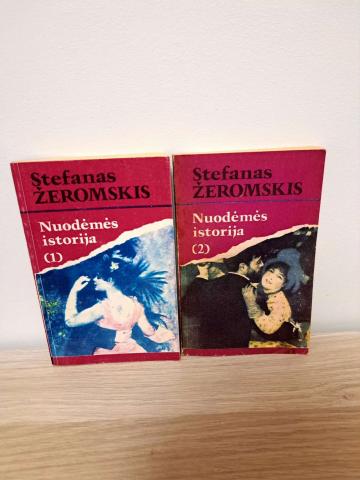 Stefanas
ŽEROMSKIS
Nuodėmės
istorija
(1)
Stefanas
ŽEROMSKIS
Nuodėmės
istorija
(2)